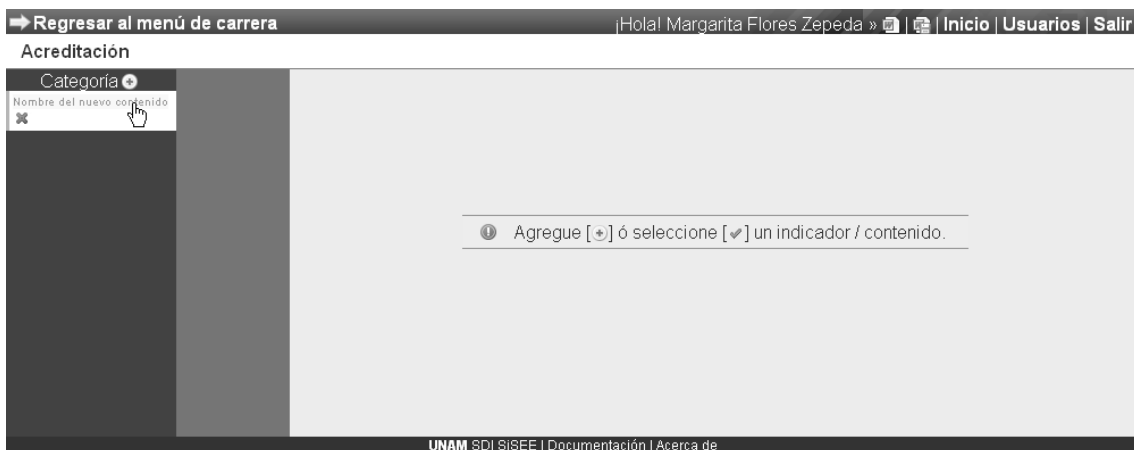 Regresar al menú de carrera
¡Hola! Margarita Flores Zepeda » | | Inicio | Usuarios | Salir
Acreditación
Categoría
Nombre del nuevo contenido
Agregue [+] ó seleccione [✔] un indicador / contenido.
UNAM SDI SiSEE | Documentación | Acerca de